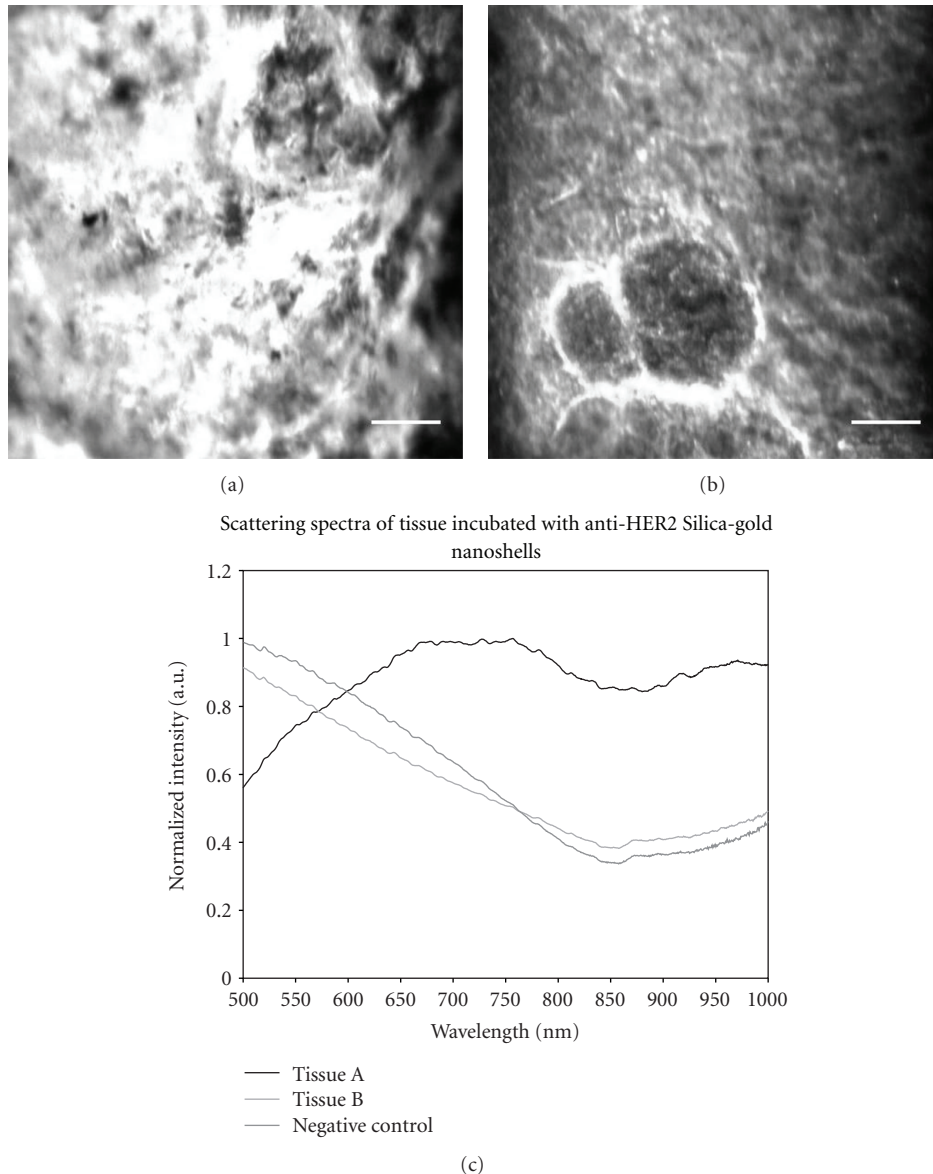 (a)
(b)
Scattering spectra of tissue incubated with anti-HER2 Silica-gold
nanoshells
1.2
1
0.8
0.6
0.4
0.2
0
Normalized intensity (a.u.)
500 550 600 650 700 750 800 850 900 950 1000
Wavelength (nm)
Tissue A
Tissue B
Negative control
(c)